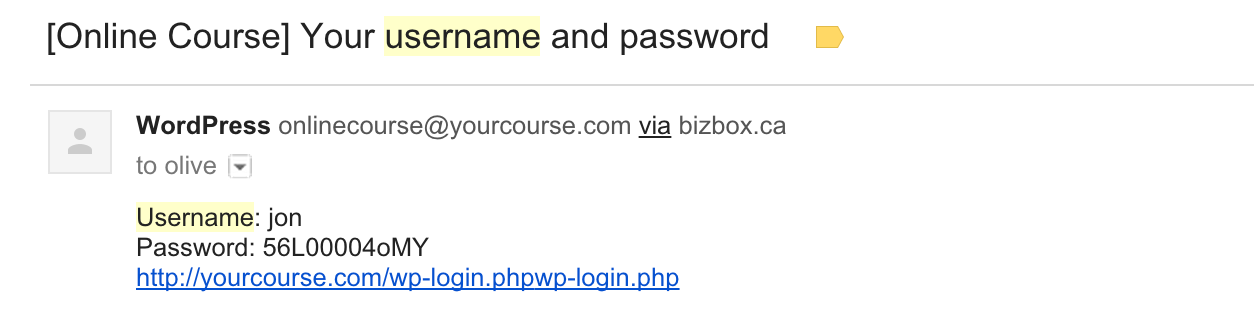 [Online Course] Your username and password
WordPress onlinecourse@yourcourse.com via bizbox.ca
to olive
Username: jon
Password: 56L00004oMY
http://yourcourse.com/wp-login.phpwp-login.php